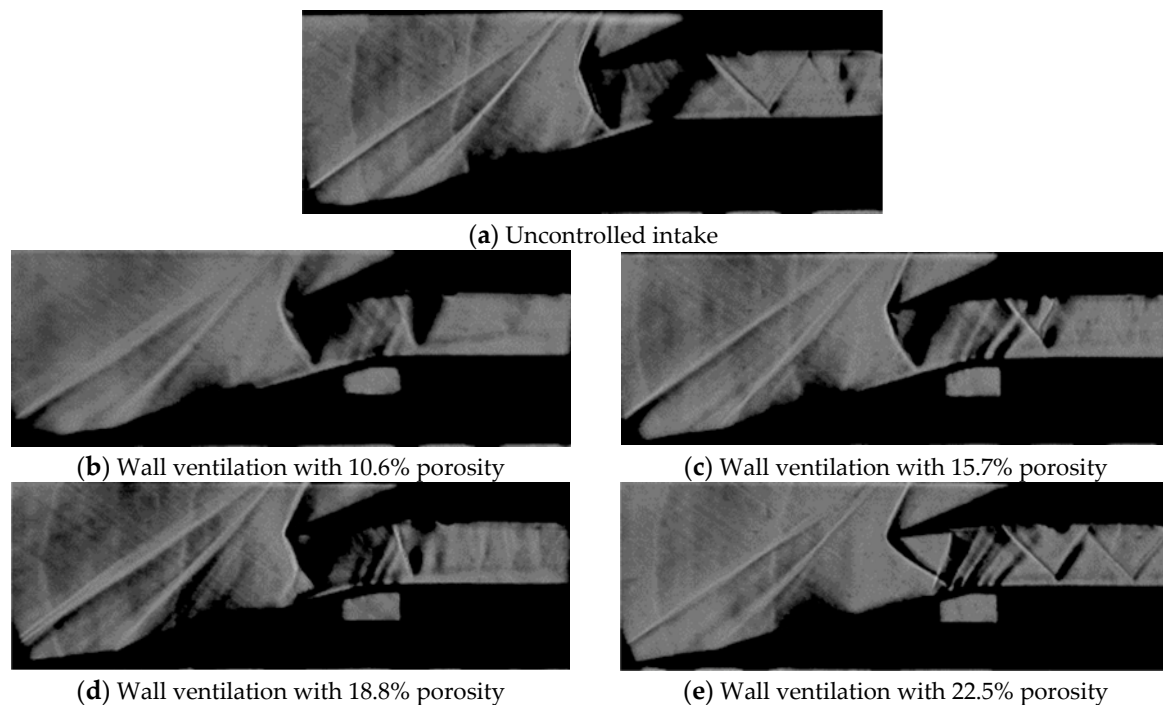 (a) Uncontrolled intake
(b) Wall ventilation with 10.6% porosity
(c) Wall ventilation with 15.7% porosity
(d) Wall ventilation with 18.8% porosity
(e) Wall ventilation with 22.5% porosity